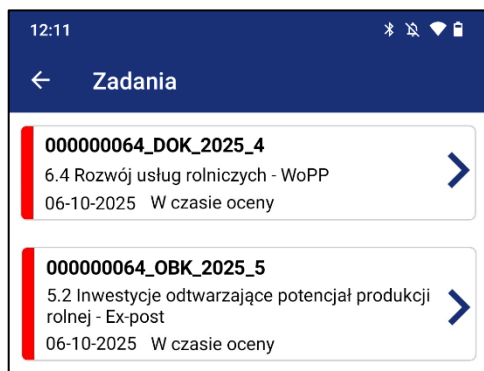 12:11
Zadania
000000064_DOK_2025_4
6.4 Rozwój usług rolniczych - WoPP
06-10-2025 W czasie oceny
000000064_OBK_2025_5
5.2 Inwestycje odtwarzające potencjał produkcji
rolnej - Ex-post
06-10-2025 W czasie oceny